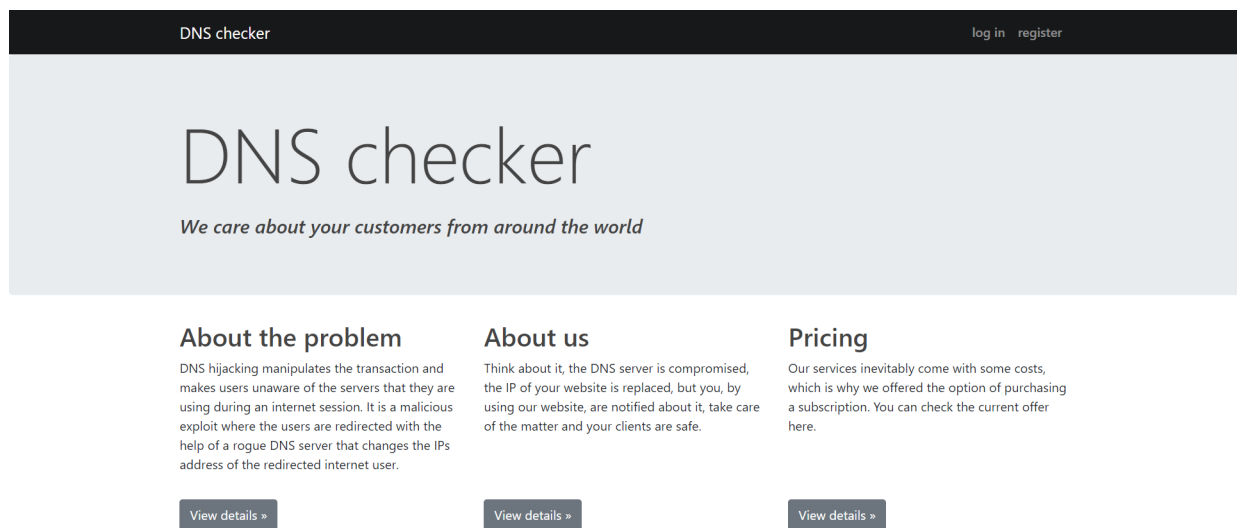 DNS checker
log in register
DNS checker
We care about your customers from around the world
About the problem
DNS hijacking manipulates the transaction and
makes users unaware of the servers that they are
using during an internet session. It is a malicious
exploit where the users are redirected with the
help of a rogue DNS server that changes the IPs
address of the redirected internet user.
View details »
About us
Think about it, the DNS server is compromised,
the IP of your website is replaced, but you, by
using our website, are notified about it, take care
of the matter and your clients are safe.
View details »
Pricing
Our services inevitably come with some costs,
which is why we offered the option of purchasing
a subscription. You can check the current offer
here.
View details »